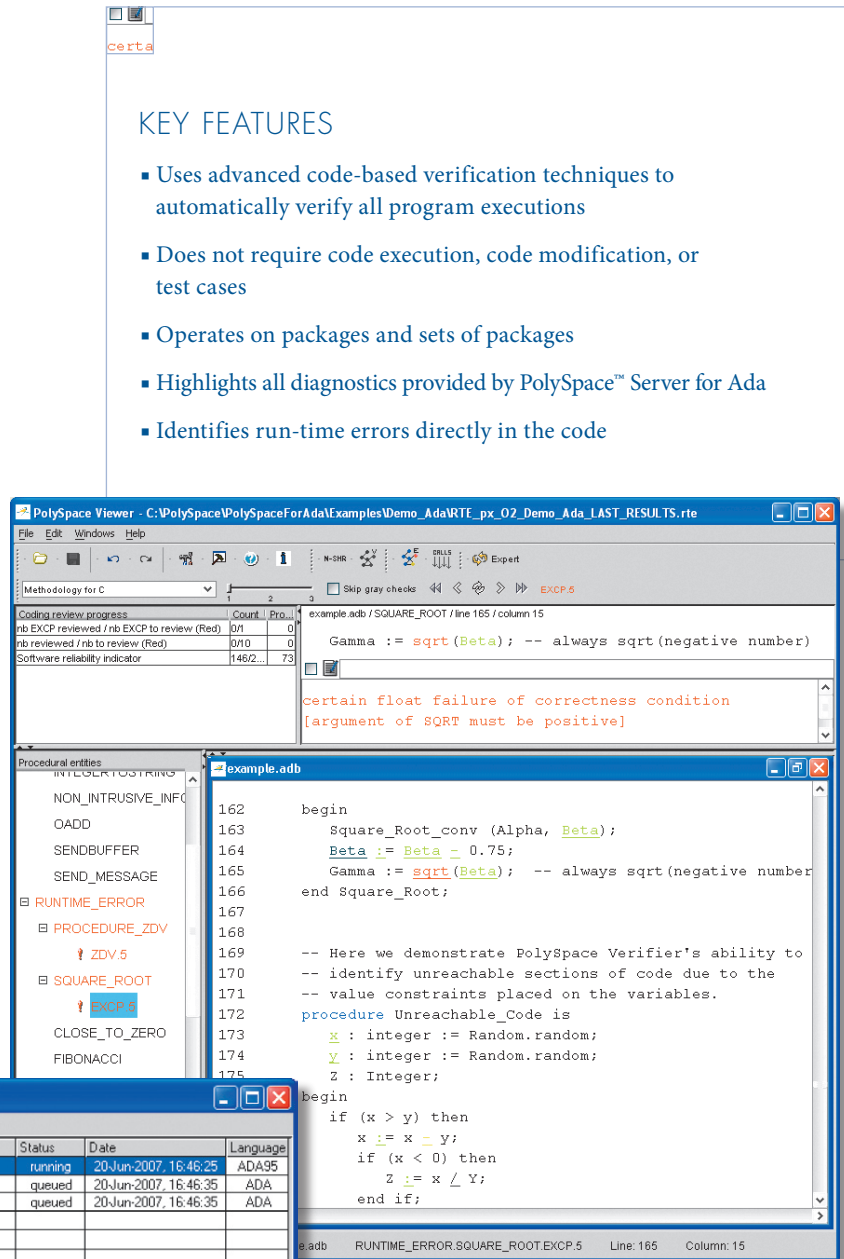 certa
KEY FEATURES
▪ Uses advanced code-based verification techniques to
automatically verify all program executions
▪ Does not require code execution, code modification, or
test cases
▪ Operates on packages and sets of packages
▪ Highlights all diagnostics provided by PolySpace™ Server for Ada
▪ Identifies run-time errors directly in the code
PolySpace Viewer - C:\PolySpace\PolySpaceForAda\Examples\Demo_Ada\RTE_px_O2_Demo_Ada_LAST_RESULTS.rte
File Edit Windows Help
N-SHR V E CALLS Expert
Methodology for C 1 2 3 Skip gray checks EXCP.5
Coding review progress Count Pro...
nb EXCP reviewed / nb EXCP to review (Red) 0/1 0
nb reviewed / nb to review (Red) 0/10 0
Software reliability indicator 146/2... 73
example.adb / SQUARE_ROOT / line 165 / column 15
Gamma := sqrt(Beta); -- always sqrt(negative number)
certain float failure of correctness condition
[argument of SQRT must be positive]
Procedural entities
INTEGERTOSTRING
NON_INTRUSIVE_INFO
OADD
SENDBUFFER
SEND_MESSAGE
RUNTIME_ERROR
PROCEDURE_ZDV
ZDV.5
SQUARE_ROOT
EXCP.5
CLOSE_TO_ZERO
FIBONACCI
example.adb
162 begin
163 Square_Root_conv (Alpha, Beta);
164 Beta := Beta - 0.75;
165 Gamma := sqrt(Beta); -- always sqrt(negative number
166 end Square_Root;
167
168
169 -- Here we demonstrate PolySpace Verifier's ability to
170 -- identify unreachable sections of code due to the
171 -- value constraints placed on the variables.
172 procedure Unreachable_Code is
173 x : integer := Random.random;
174 y : integer := Random.random;
175 Z : Integer;
begin
if (x > y) then
x := x - y;
if (x < 0) then
Z := x / Y;
end if;
Status Date Language
running 20-Jun-2007, 16:46:25 ADA95
queued 20-Jun-2007, 16:46:35 ADA
queued 20-Jun-2007, 16:46:35 ADA
e.adb RUNTIME_ERROR.SQUARE_ROOT.EXCP.5 Line: 165 Column: 15